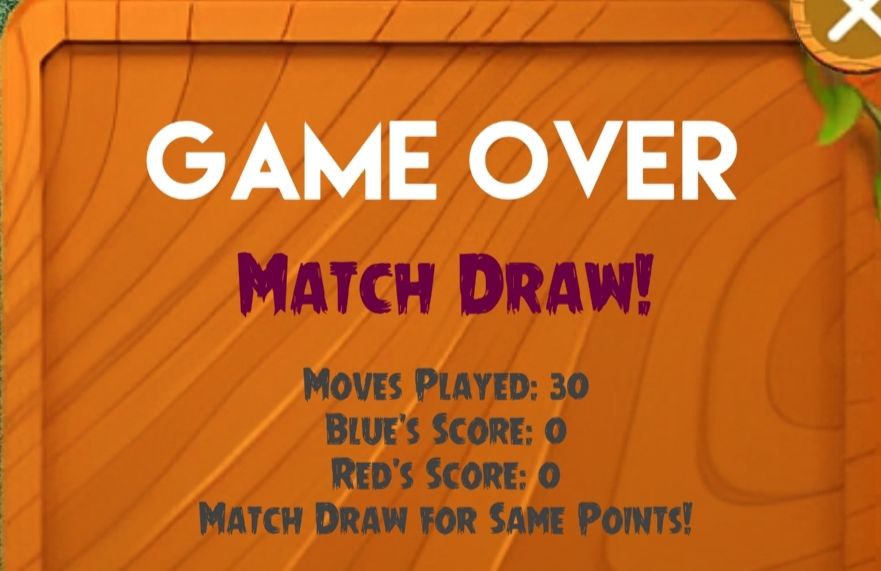 GAME OVER
MATCH DRAW!
MOVES PLAYED: 30
BLUE'S SCORE: 0
RED'S SCORE: 0
MATCH DRAW FOR SAME POINTS!